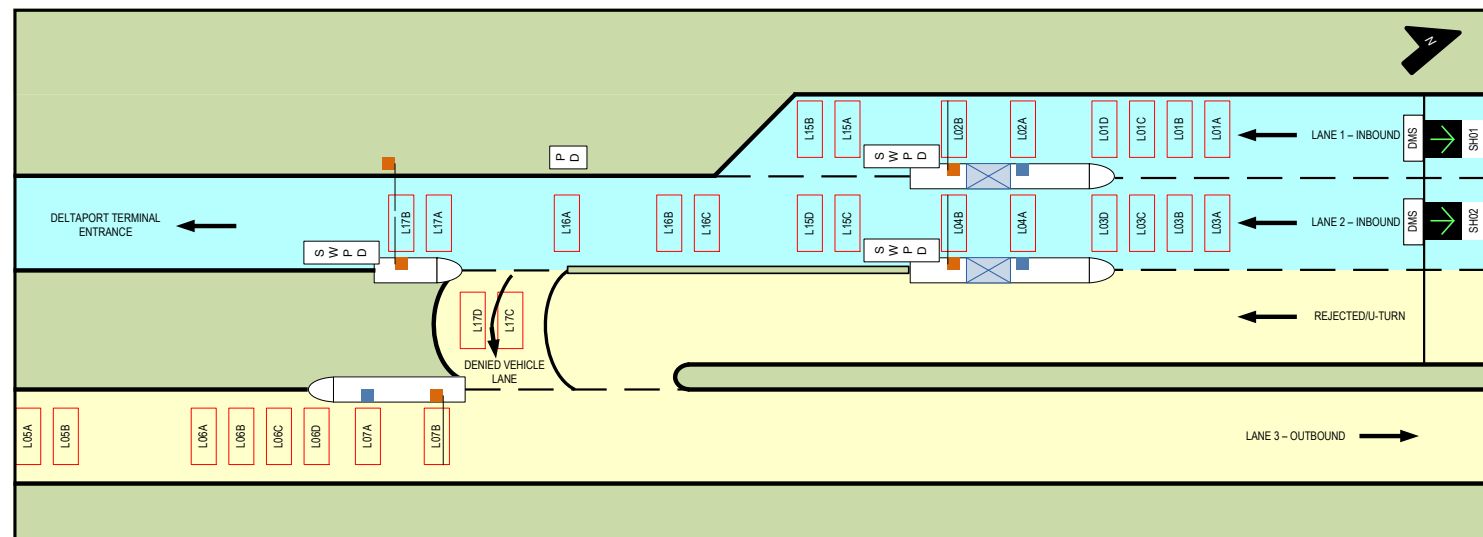 N
L15B
L15A
L02B
L02A
L01D
L01C
L01B
L01A
LANE 1 – INBOUND
DMS
SH01
P
D
S
W
P
D
L17B
L17A
L16A
L16B
L16C
L15D
L15C
L04B
L04A
L03D
L03C
L03B
L03A
LANE 2 – INBOUND
DMS
SH02
DELTAPORT TERMINAL
ENTRANCE
S
W
P
D
S
W
P
D
L17D
L17C
REJECTED/U-TURN
DENIED VEHICLE
LANE
L05A
L05B
L06A
L06B
L06C
L06D
L07A
L07B
LANE 3 – OUTBOUND